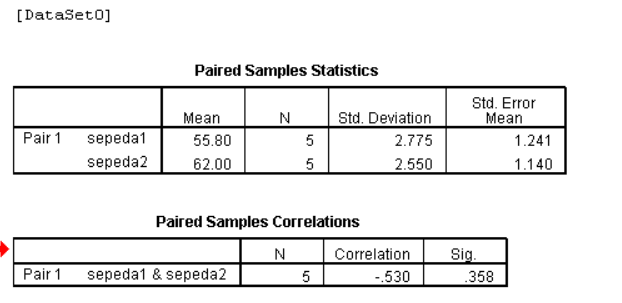 [DataSet0]
Paired Samples Statistics
Mean N Std. Deviation Std. Error Mean
Pair 1 sepeda1 55.80 5 2.775 1.241
sepeda2 62.00 5 2.550 1.140
Paired Samples Correlations
N Correlation Sig.
Pair 1 sepeda1 & sepeda2 5 -.530 .358